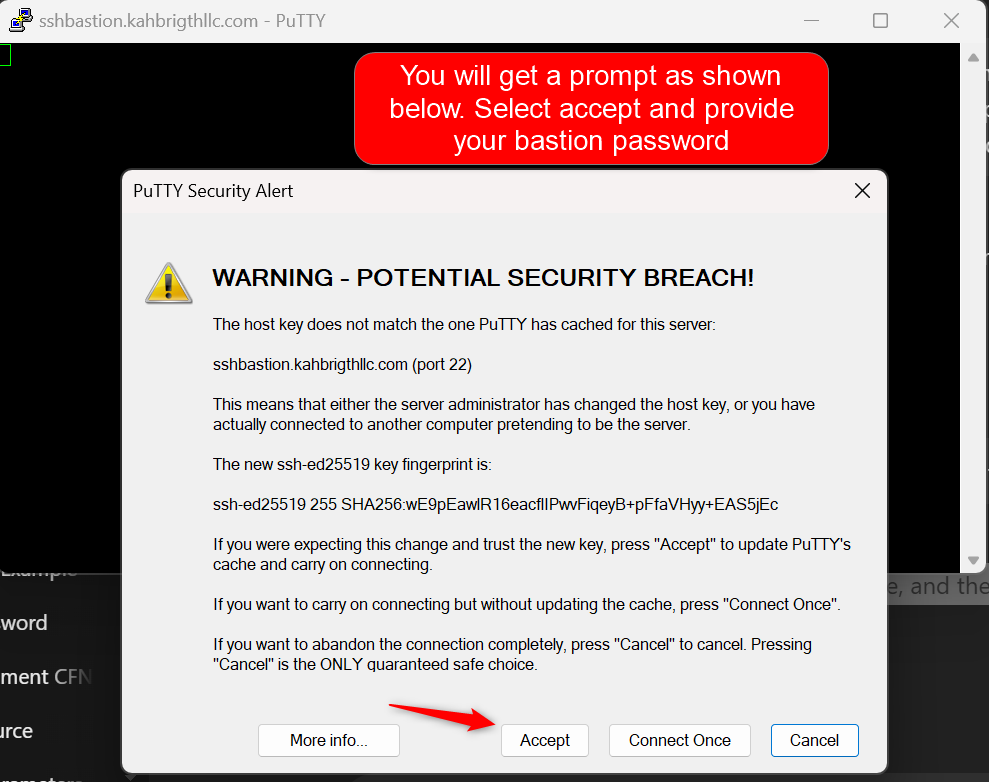 sshbastion.kahbrigthllc.com - PuTTY
You will get a prompt as shown
below. Select accept and provide
your bastion password
PuTTY Security Alert
WARNING - POTENTIAL SECURITY BREACH!
The host key does not match the one PuTTY has cached for this server:
sshbastion.kahbrigthllc.com (port 22)
This means that either the server administrator has changed the host key, or you have
actually connected to another computer pretending to be the server.
The new ssh-ed25519 key fingerprint is:
ssh-ed25519 255 SHA256:wE9pEawlR16eacflIPwvFiqeyB+pFfaVHyy+EAS5jEc
If you were expecting this change and trust the new key, press "Accept" to update PuTTY's
cache and carry on connecting.
If you want to carry on connecting but without updating the cache, press "Connect Once".
If you want to abandon the connection completely, press "Cancel" to cancel. Pressing
"Cancel" is the ONLY guaranteed safe choice.
More info...
Accept
Connect Once
Cancel
e, and the
Example
sword
ment CFN
urce